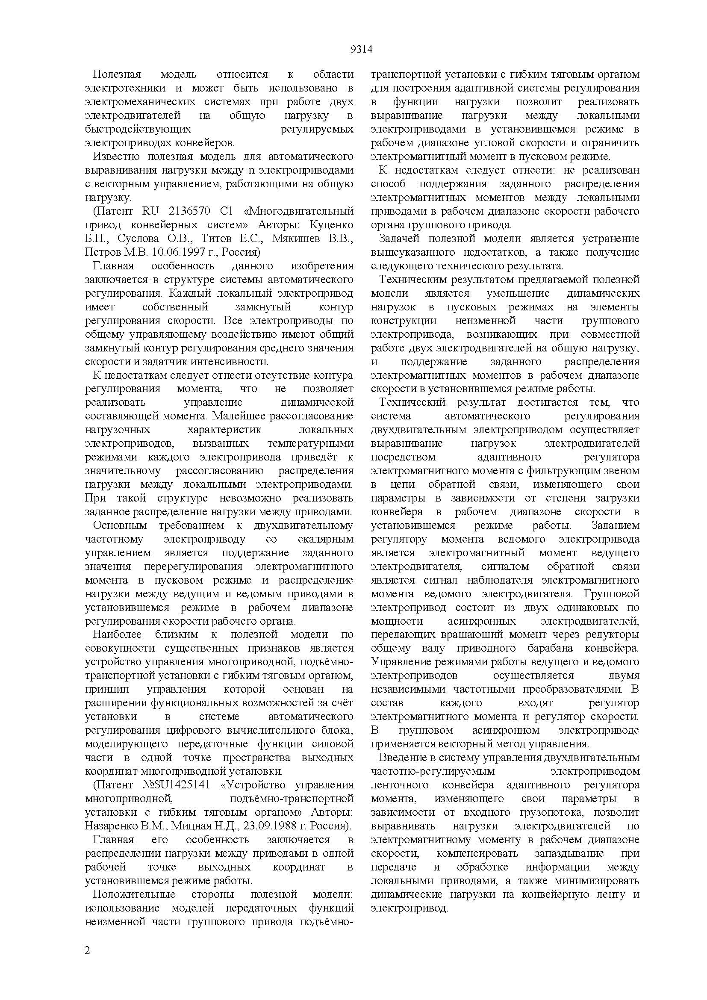 9314
Полезная модель относится к области
электротехники и может быть использовано в
электромеханических системах при работе двух
электродвигателей на общую нагрузку в
быстродействующих регулируемых
электроприводах конвейеров.
Известно полезная модель для автоматического
выравнивания нагрузки между n электроприводами
с векторным управлением, работающими на общую
нагрузку.
(Патент RU 2136570 C1 «Многодвигательный
привод конвейерных систем» Авторы: Куценко
Б.Н., Суслова О.В., Титов Е.С., Мякишев В.В.,
Петров М.В. 10.06.1997 г., Россия)
Главная особенность данного изобретения
заключается в структуре системы автоматического
регулирования. Каждый локальный электропривод
имеет собственный замкнутый контур
регулирования скорости. Все электроприводы по
общему управляющему воздействию имеют общий
замкнутый контур регулирования среднего значения
скорости и задатчик интенсивности.
К недостаткам следует отнести отсутствие контура
регулирования момента, что не позволяет
реализовать управление динамической
составляющей момента. Малейшее рассогласование
нагрузочных характеристик локальных
электроприводов, вызванных температурными
режимами каждого электропривода приведёт к
значительному рассогласованию распределения
нагрузки между локальными электроприводами.
При такой структуре невозможно реализовать
заданное распределение нагрузки между приводами.
Основным требованием к двухдвигательному
частотному электроприводу со скалярным
управлением является поддержание заданного
значения перерегулирования электромагнитного
момента в пусковом режиме и распределение
нагрузки между ведущим и ведомым приводами в
установившемся режиме в рабочем диапазоне
регулирования скорости рабочего органа.
Наиболее близким к полезной модели по
совокупности существенных признаков является
устройство управления многоприводной, подъёмно-
транспортной установки с гибким тяговым органом,
принцип управления которой основан на
расширении функциональных возможностей за счёт
установки в системе автоматического
регулирования цифрового вычислительного блока,
моделирующего передаточные функции силовой
части в одной точке пространства выходных
координат многоприводной установки.
(Патент №SU1425141 «Устройство управления
многоприводной, подъёмно-транспортной
установки с гибким тяговым органом» Авторы:
Назаренко В.М., Мицная Н.Д., 23.09.1988 г. Россия).
Главная его особенность заключается в
распределении нагрузки между приводами в одной
рабочей точке выходных координат в
установившемся режиме работы.
Положительные стороны полезной модели:
использование моделей передаточных функций
неизменной части группового привода подъёмно-
транспортной установки с гибким тяговым органом
для построения адаптивной системы регулирования
в функции нагрузки позволит реализовать
выравнивание нагрузки между локальными
электроприводами в установившемся режиме в
рабочем диапазоне угловой скорости и ограничить
электромагнитный момент в пусковом режиме.
К недостаткам следует отнести: не реализован
способ поддержания заданного распределения
электромагнитных моментов между локальными
приводами в рабочем диапазоне скорости рабочего
органа группового привода.
Задачей полезной модели является устранение
вышеуказанного недостатков, а также получение
следующего технического результата.
Техническим результатом предлагаемой полезной
модели является уменьшение динамических
нагрузок в пусковых режимах на элементы
конструкции неизменной части группового
электропривода, возникающих при совместной
работе двух электродвигателей на общую нагрузку,
и поддержание заданного распределения
электромагнитных моментов в рабочем диапазоне
скорости в установившемся режиме работы.
Технический результат достигается тем, что
система автоматического регулирования
двухдвигательным электроприводом осуществляет
выравнивание нагрузок электродвигателей
посредством адаптивного регулятора
электромагнитного момента с фильтрующим звеном
в цепи обратной связи, изменяющего свои
параметры в зависимости от степени загрузки
конвейера в рабочем диапазоне скорости в
установившемся режиме работы. Заданием
регулятору момента ведомого электропривода
является электромагнитный момент ведущего
электродвигателя, сигналом обратной связи
является сигнал наблюдателя электромагнитного
момента ведомого электродвигателя. Групповой
электропривод состоит из двух одинаковых по
мощности асинхронных электродвигателей,
передающих вращающий момент через редукторы
общему валу приводного барабана конвейера.
Управление режимами работы ведущего и ведомого
электроприводов осуществляется двумя
независимыми частотными преобразователями. В
состав каждого входят регулятор
электромагнитного момента и регулятор скорости.
В групповом асинхронном электроприводе
применяется векторный метод управления.
Введение в систему управления двухдвигательным
частотно-регулируемым электроприводом
ленточного конвейера адаптивного регулятора
момента, изменяющего свои параметры в
зависимости от входного грузопотока, позволит
выравнивать нагрузки электродвигателей по
электромагнитному моменту в рабочем диапазоне
скорости, компенсировать запаздывание при
передаче и обработке информации между
локальными приводами, а также минимизировать
динамические нагрузки на конвейерную ленту и
электропривод.
2